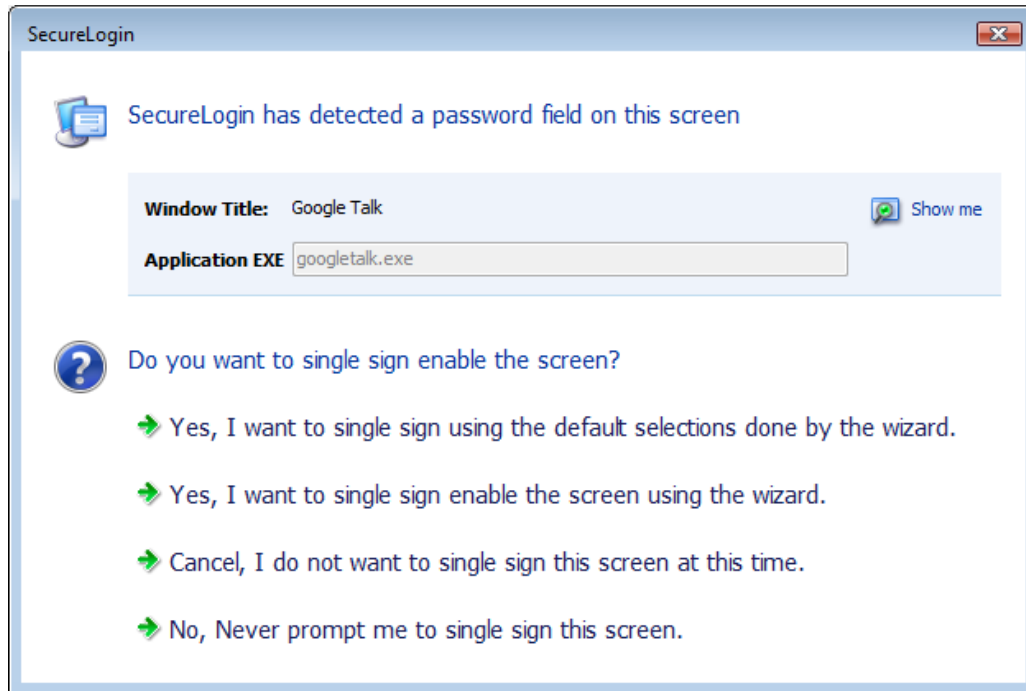 SecureLogin
SecureLogin has detected a password field on this screen
Window Title: Google Talk
Show me
Application EXE googletalk.exe
Do you want to single sign enable the screen?
Yes, I want to single sign using the default selections done by the wizard.
Yes, I want to single sign enable the screen using the wizard.
Cancel, I do not want to single sign this screen at this time.
No, Never prompt me to single sign this screen.